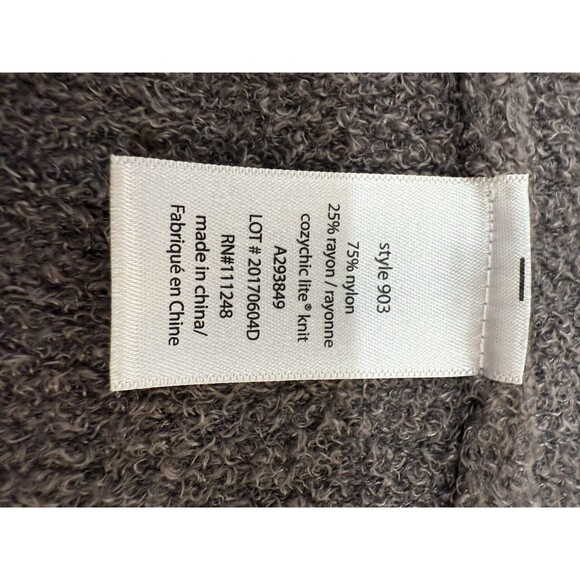 style 903
75% nylon
25% rayon / rayonne
cozychic lite® knit
A293849
LOT # 20170604D
RN#111248
made in china/
Fabriqué en Chine